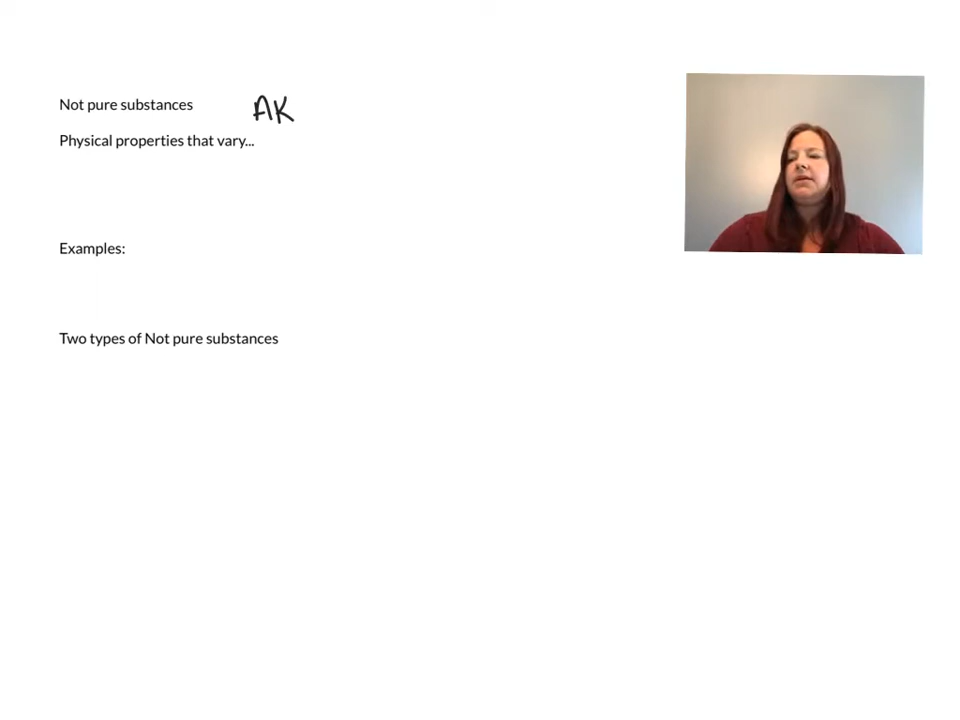 Not pure substances AK
Physical properties that vary...
Examples:
Two types of Not pure substances